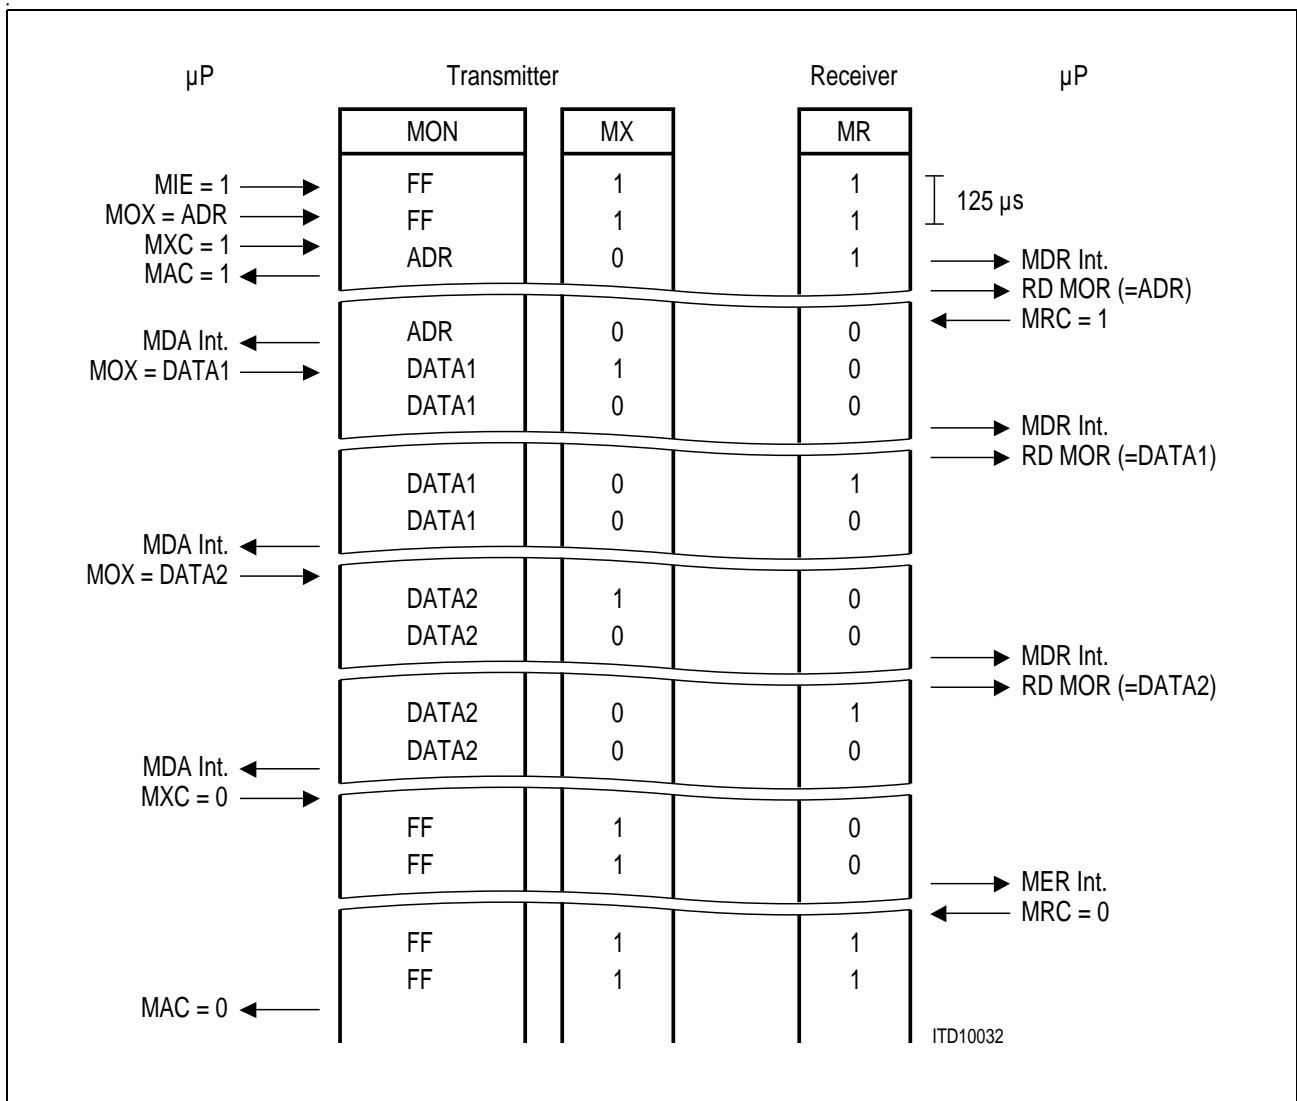 µP Transmitter Receiver µP
MON MX MR
MIE = 1 FF 1 1
125 µs
MOX = ADR FF 1 1
MXC = 1 ADR 0 1 MDR Int.
MAC = 1
RD MOR (=ADR)
MRC = 1
MDA Int. ADR 0 0
MOX = DATA1 DATA1 1 0
DATA1 0 0
MDR Int.
RD MOR (=DATA1)
DATA1 0 1
DATA1 0 0
MDA Int.
MOX = DATA2
DATA2 1 0
DATA2 0 0
MDR Int.
RD MOR (=DATA2)
DATA2 0 1
DATA2 0 0
MDA Int.
MXC = 0
FF 1 0
FF 1 0
MER Int.
MRC = 0
FF 1 1
FF 1 1
MAC = 0
ITD10032